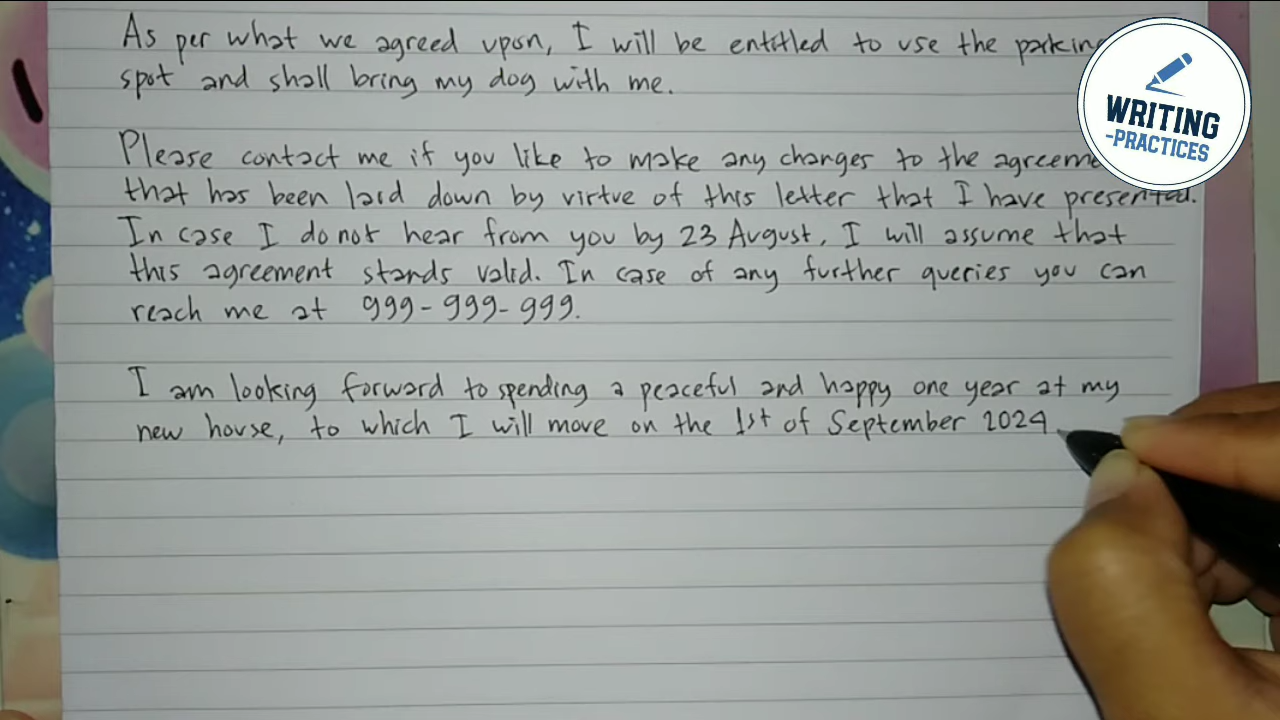 As per what we agreed upon, I will be entitled to use the parking
spot and shall bring my dog with me.
Please contact me if you like to make any changes to the agreeme
that has been laid down by virtue of this letter that I have presented.
In case I do not hear from you by 23 August, I will assume that
this agreement stands valid. In case of any further queries you can
reach me at 999-999-999.
I am looking forward to spending a peaceful and happy one year at my
new house, to which I will move on the 1st of September 2024
WRITING
-PRACTICES